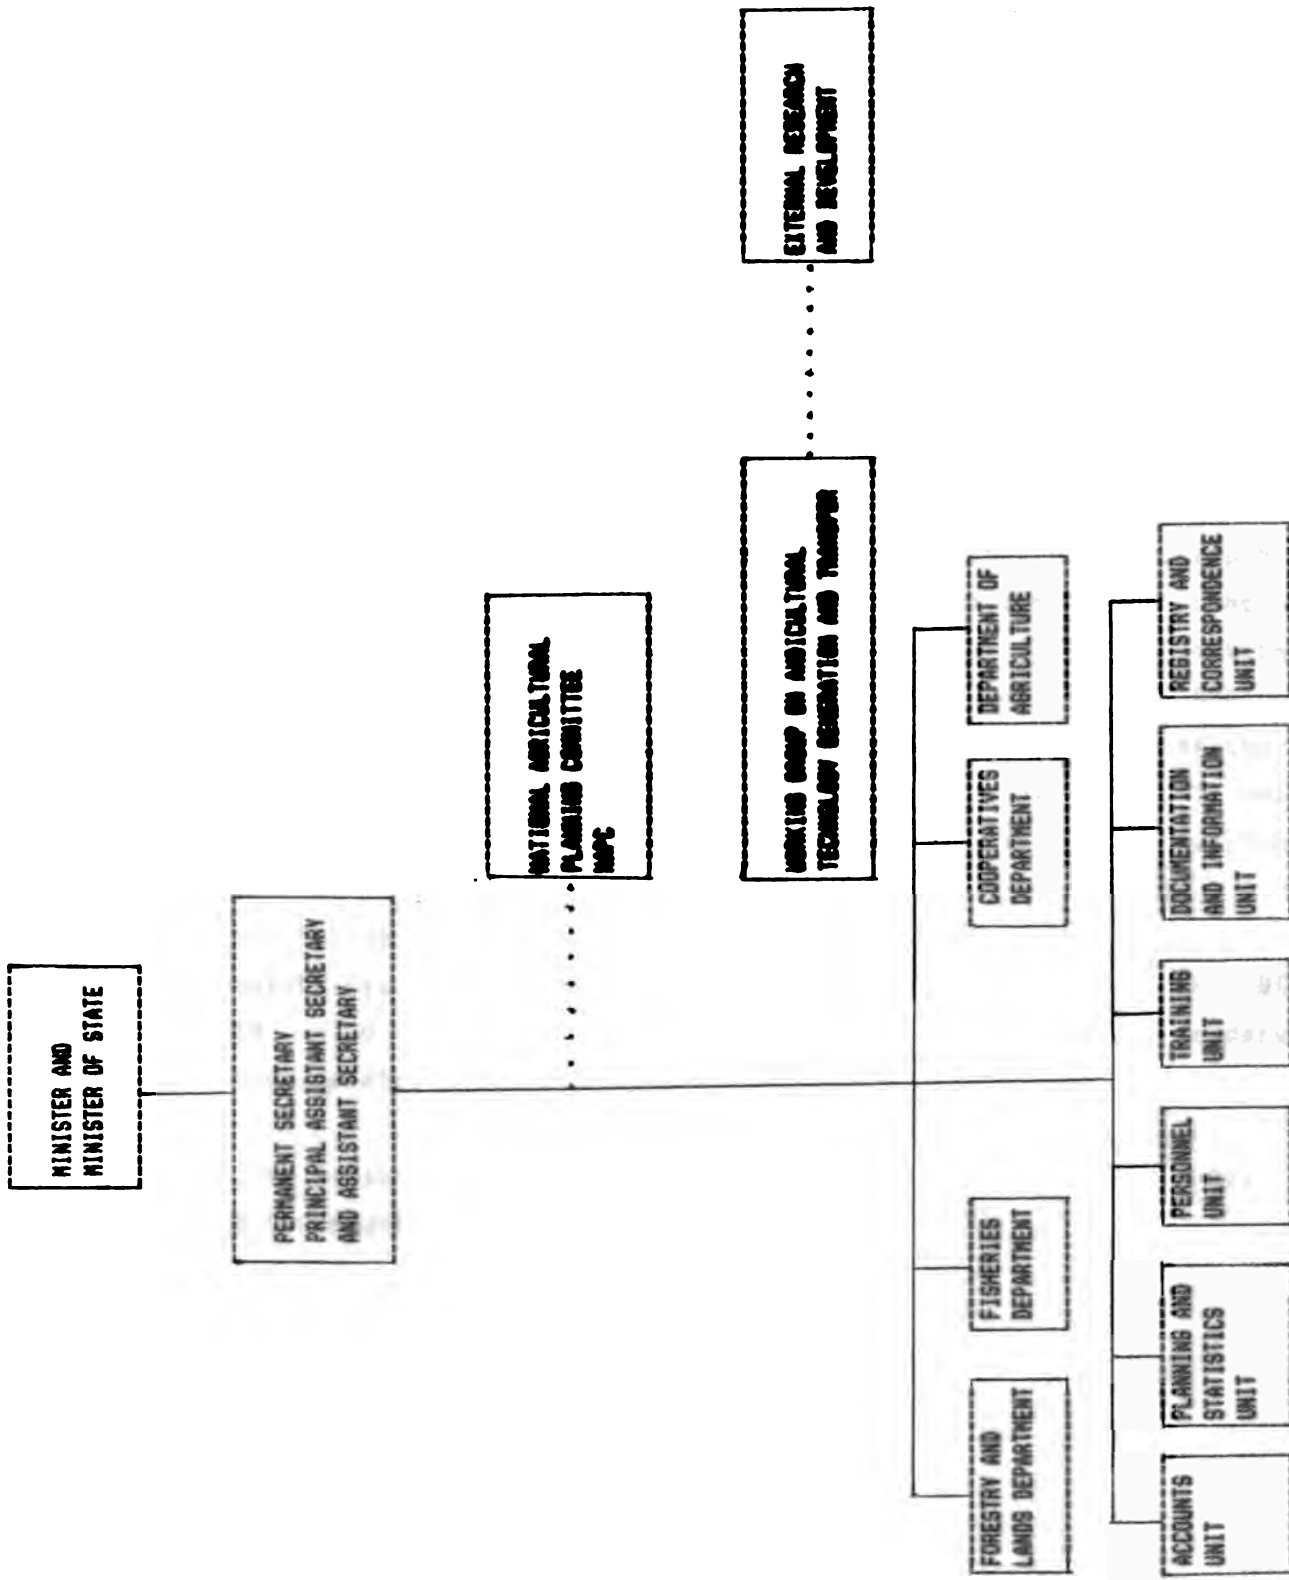 MINISTER AND
MINISTER OF STATE
PERMANENT SECRETARY
PRINCIPAL ASSISTANT SECRETARY
AND ASSISTANT SECRETARY
NATIONAL AGRICULTURAL
PLANNING COMMITTEE
NAPC
WORKING GROUP ON AGRICULTURAL
TECHNOLOGY GENERATION AND TRANSFER
EXTERNAL RESEARCH
AND DEVELOPMENT
FORESTRY AND
LANDS DEPARTMENT
FISHERIES
DEPARTMENT
COOPERATIVES
DEPARTMENT
DEPARTMENT OF
AGRICULTURE
ACCOUNTS
UNIT
PLANNING AND
STATISTICS
UNIT
PERSONNEL
UNIT
TRAINING
UNIT
DOCUMENTATION
AND INFORMATION
UNIT
REGISTRY AND
CORRESPONDENCE
UNIT